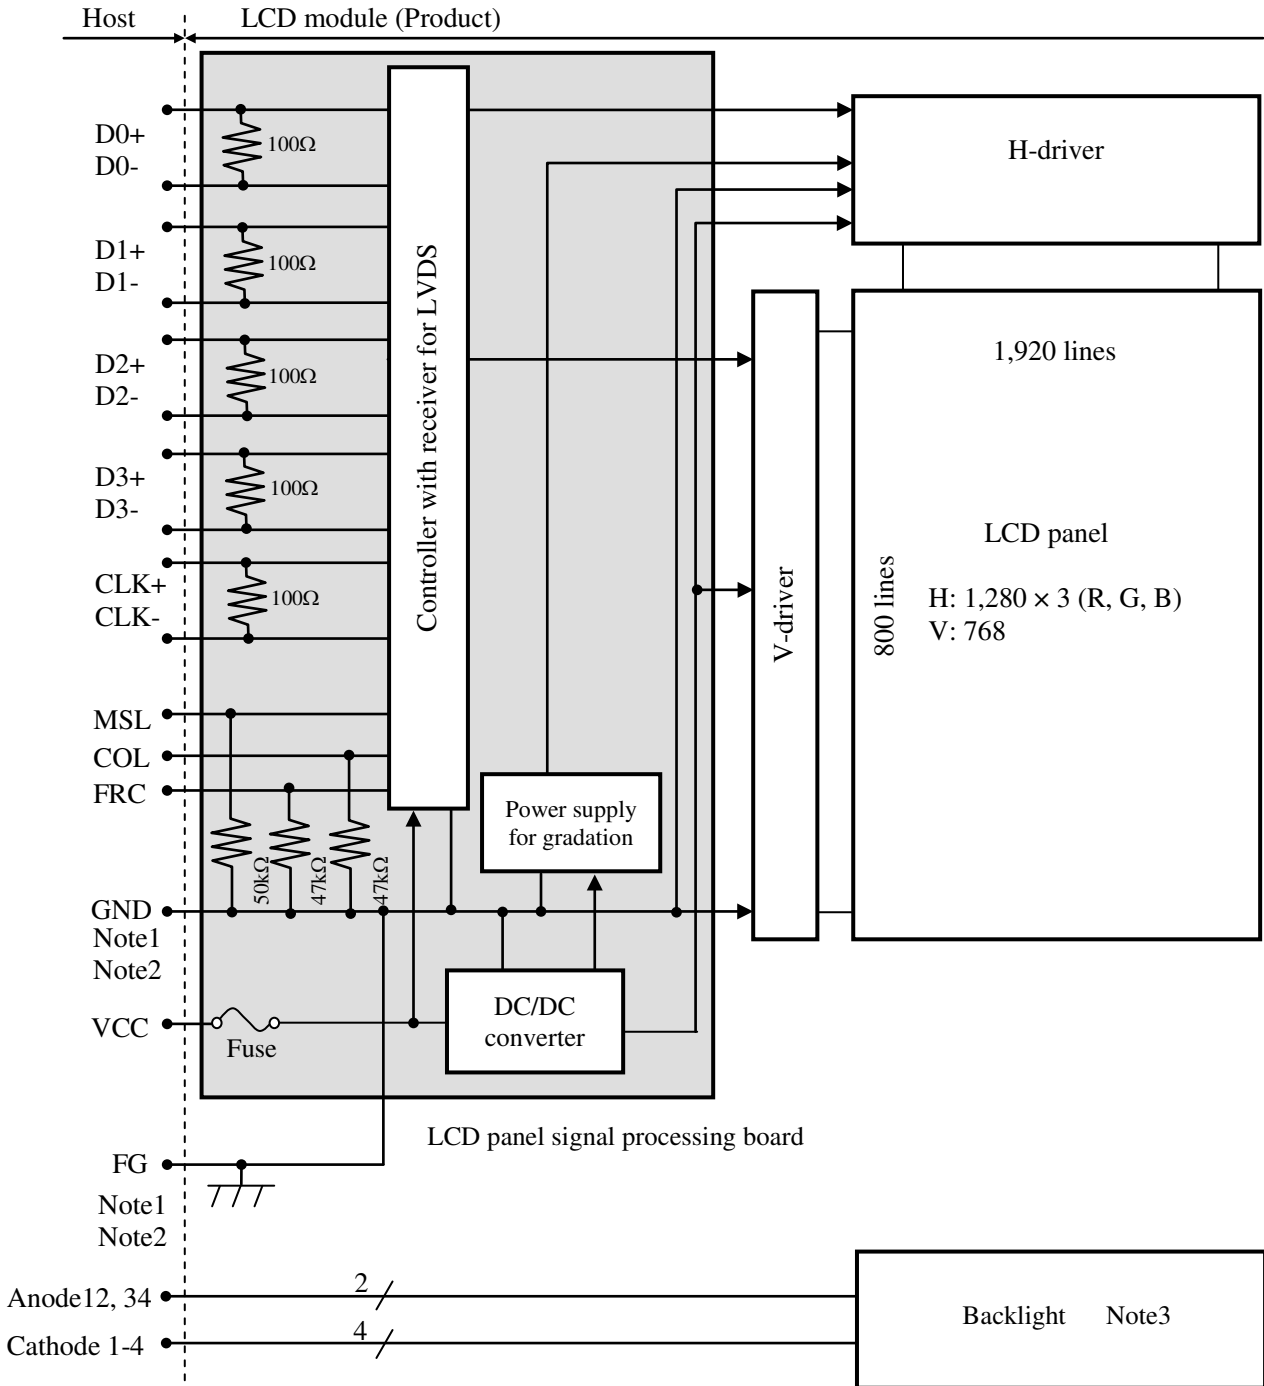 Host
LCD module (Product)
D0+
D0-
100Ω
D1+
D1-
100Ω
D2+
D2-
100Ω
D3+
D3-
100Ω
CLK+
CLK-
100Ω
Controller with receiver for LVDS
H-driver
1,920 lines
V-driver
800 lines
LCD panel
H: 1,280 × 3 (R, G, B)
V: 768
MSL
COL
FRC
50kΩ
47kΩ
47kΩ
Power supply
for gradation
GND
Note1
Note2
VCC
Fuse
DC/DC
converter
LCD panel signal processing board
FG
Note1
Note2
Anode12, 34
2
Cathode 1-4
4
Backlight Note3